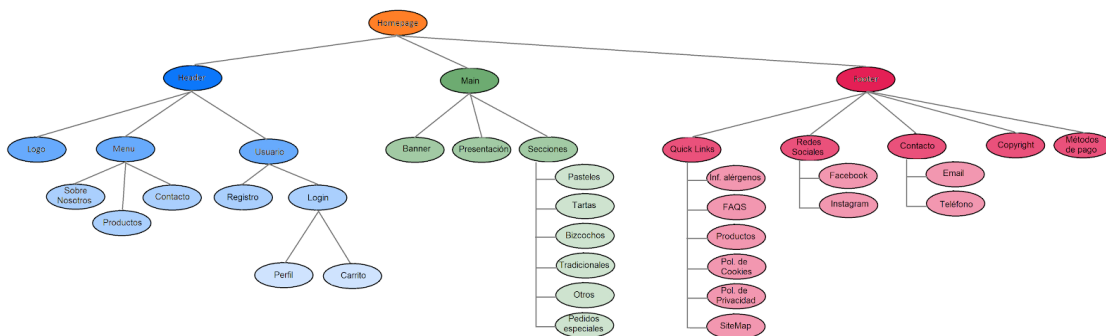 Homepage
Header
Main
Footer
Logo
Menu
Usuario
Banner
Presentación
Secciones
Quick Links
Redes
Sociales
Contacto
Copyright
Métodos
de pago
Sobre
Nosotros
Productos
Contacto
Registro
Login
Perfil
Carrito
Pasteles
Tartas
Bizcochos
Tradicionales
Otros
Pedidos
especiales
Inf. alérgenos
FAQS
Productos
Pol. de
Cookies
Pol. de
Privacidad
SiteMap
Facebook
Instagram
Email
Teléfono